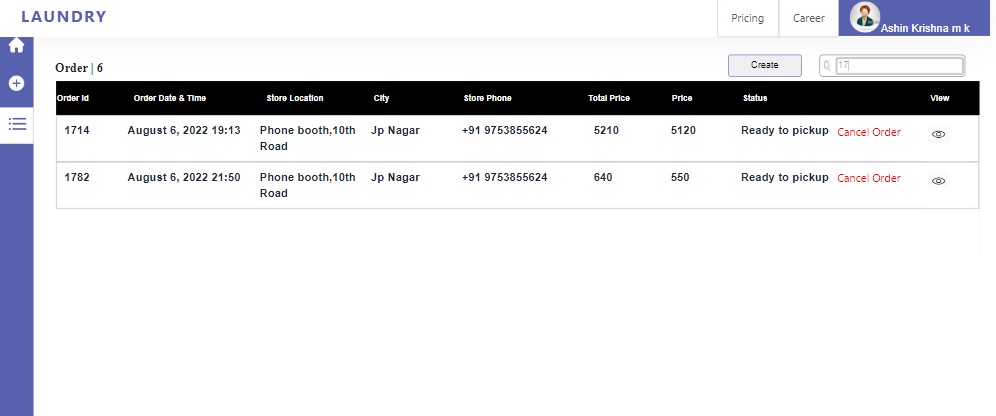 LAUNDRY
Pricing
Career
Ashin Krishna m k
Order | 6
Create
17
Order Id Order Date & Time Store Location City Store Phone Total Price Price Status View
1714 August 6, 2022 19:13 Phone booth,10th Jp Nagar +91 9753855624 5210 5120 Ready to pickup Cancel Order
Road
1782 August 6, 2022 21:50 Phone booth,10th Jp Nagar +91 9753855624 640 550 Ready to pickup Cancel Order
Road